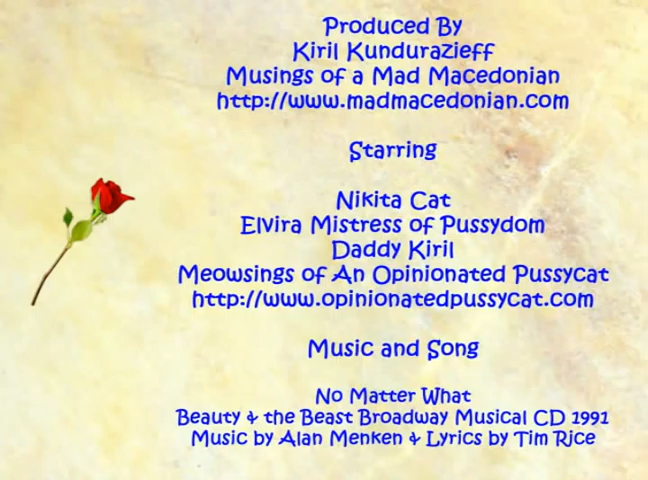 Produced By
Kiril Kundurazieff
Musings of a Mad Macedonian
http://www.madmacedonian.com
Starring
Nikita Cat
Elvira Mistress of Pussydom
Daddy Kiril
Meowsings of An Opinionated Pussycat
http://www.opinionatedpussycat.com
Music and Song
No Matter What
Beauty & the Beast Broadway Musical CD 1991
Music by Alan Menken & Lyrics by Tim Rice